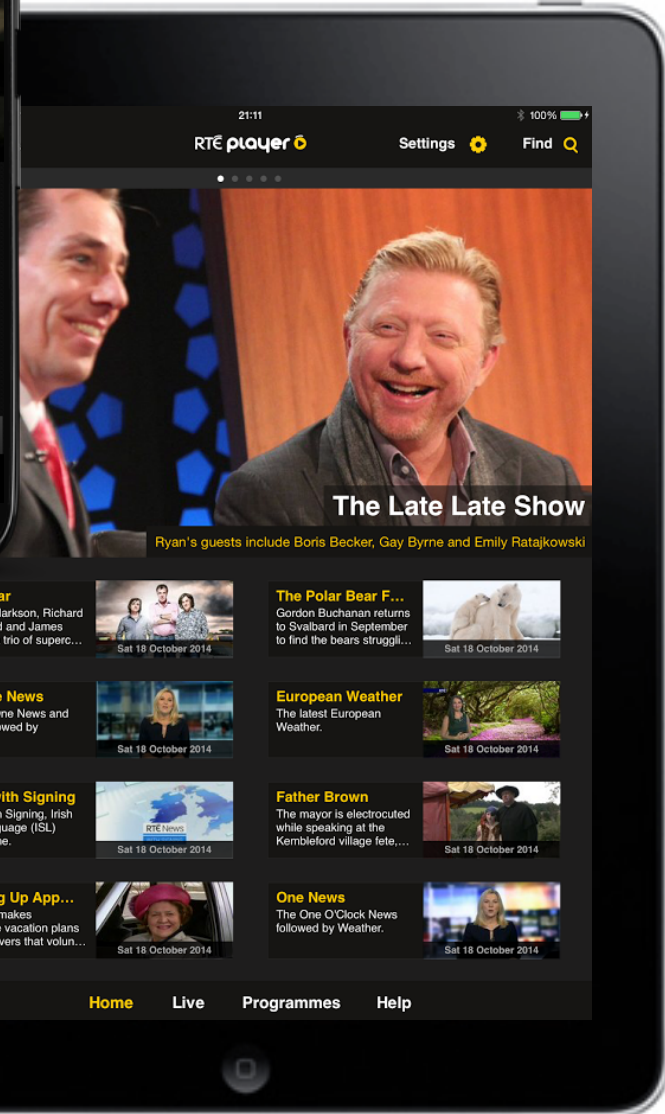 21:11
100%
RTÉ player
Settings
Find
The Late Late Show
Ryan's guests include Boris Becker, Gay Byrne and Emily Ratajkowski
ar
arkson, Richard
d and James
trio of superc...
Sat 18 October 2014
The Polar Bear F...
Gordon Buchanan returns
to Svalbard in September
to find the bears struggli...
Sat 18 October 2014
e News
ne News and
owed by
Sat 18 October 2014
European Weather
The latest European
Weather.
Sat 18 October 2014
ith Signing
n Signing, Irish
uage (ISL)
e.
RTÉ News
Sat 18 October 2014
Father Brown
The mayor is electrocuted
while speaking at the
Kembleford village fete,...
Sat 18 October 2014
g Up App...
makes
e vacation plans
vers that volun...
Sat 18 October 2014
One News
The One O'Clock News
followed by Weather.
Sat 18 October 2014
Home
Live
Programmes
Help